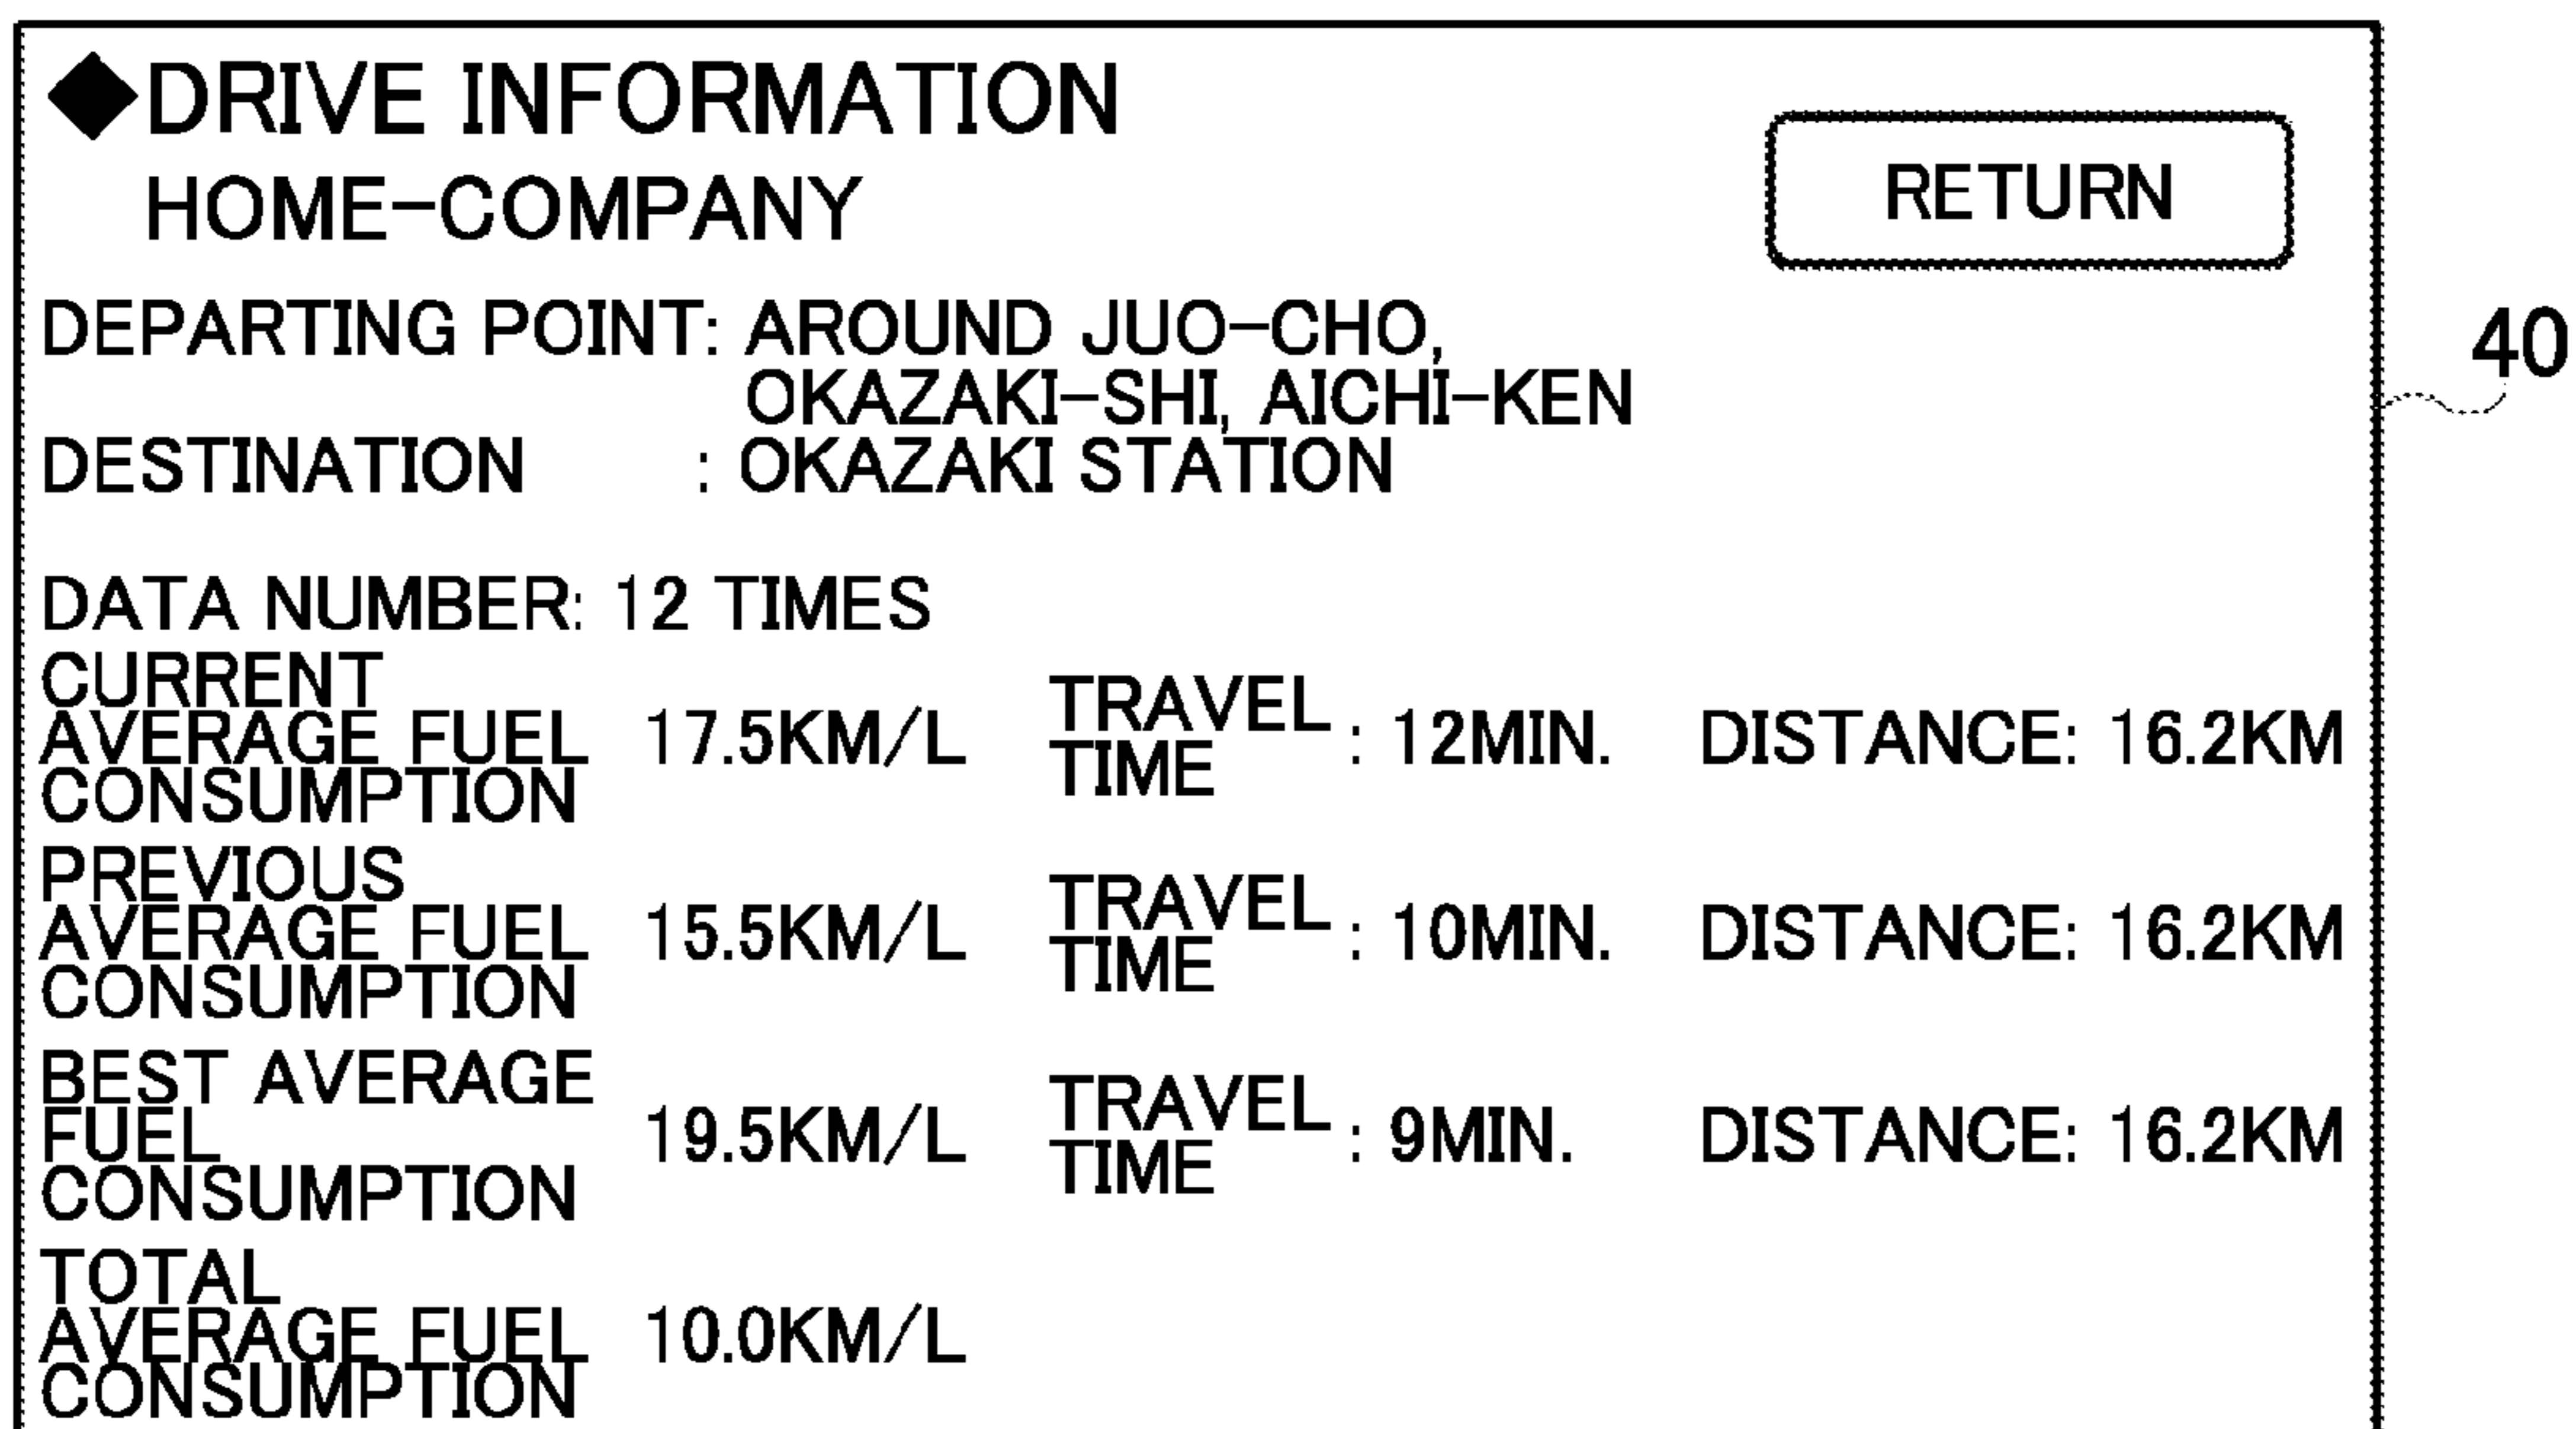 ◆DRIVE INFORMATION
HOME-COMPANY
RETURN
DEPARTING POINT: AROUND JUO-CHO,
OKAZAKI-SHI, AICHI-KEN
40
DESTINATION : OKAZAKI STATION
DATA NUMBER: 12 TIMES
CURRENT
AVERAGE FUEL
CONSUMPTION
17.5KM/L
TRAVEL
TIME
: 12MIN.
DISTANCE: 16.2KM
PREVIOUS
AVERAGE FUEL
CONSUMPTION
15.5KM/L
TRAVEL
TIME
: 10MIN.
DISTANCE: 16.2KM
BEST AVERAGE
FUEL
CONSUMPTION
19.5KM/L
TRAVEL
TIME
: 9MIN.
DISTANCE: 16.2KM
TOTAL
AVERAGE FUEL
CONSUMPTION
10.0KM/L